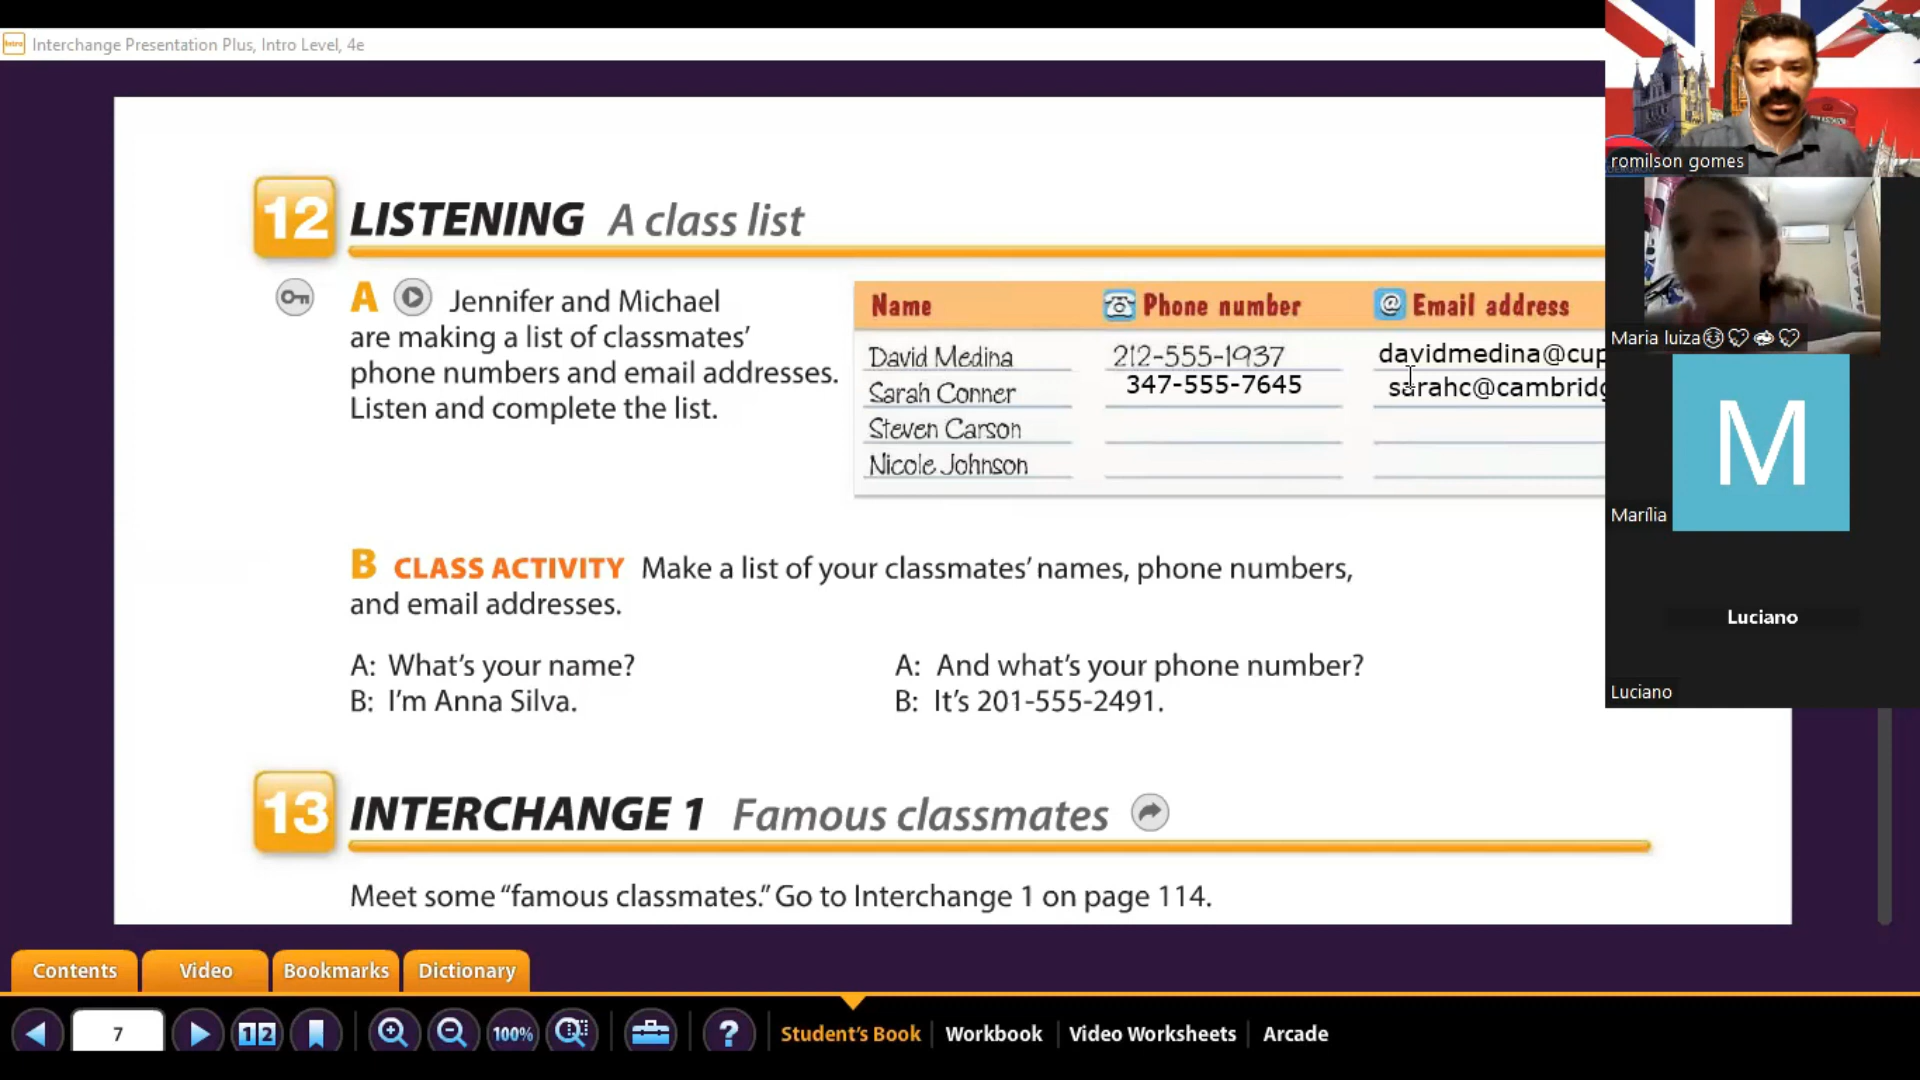 Interchange Presentation Plus, Intro Level, 4e
romilson gomes
12 LISTENING A class list
A Jennifer and Michael
are making a list of classmates’
phone numbers and email addresses.
Listen and complete the list.
Name Phone number @ Email address
David Medina 212-555-1937 davidmedina@cup
Sarah Conner 347-555-7645 sarahc@cambridg
Steven Carson
Nicole Johnson
Maria luiza
M
Marília
Luciano
Luciano
B CLASS ACTIVITY Make a list of your classmates’ names, phone numbers,
and email addresses.
A: What’s your name?
B: I’m Anna Silva.
A: And what’s your phone number?
B: It’s 201-555-2491.
13 INTERCHANGE 1 Famous classmates
Meet some “famous classmates.” Go to Interchange 1 on page 114.
Contents Video Bookmarks Dictionary
7 12 100% ? Student’s Book Workbook Video Worksheets Arcade